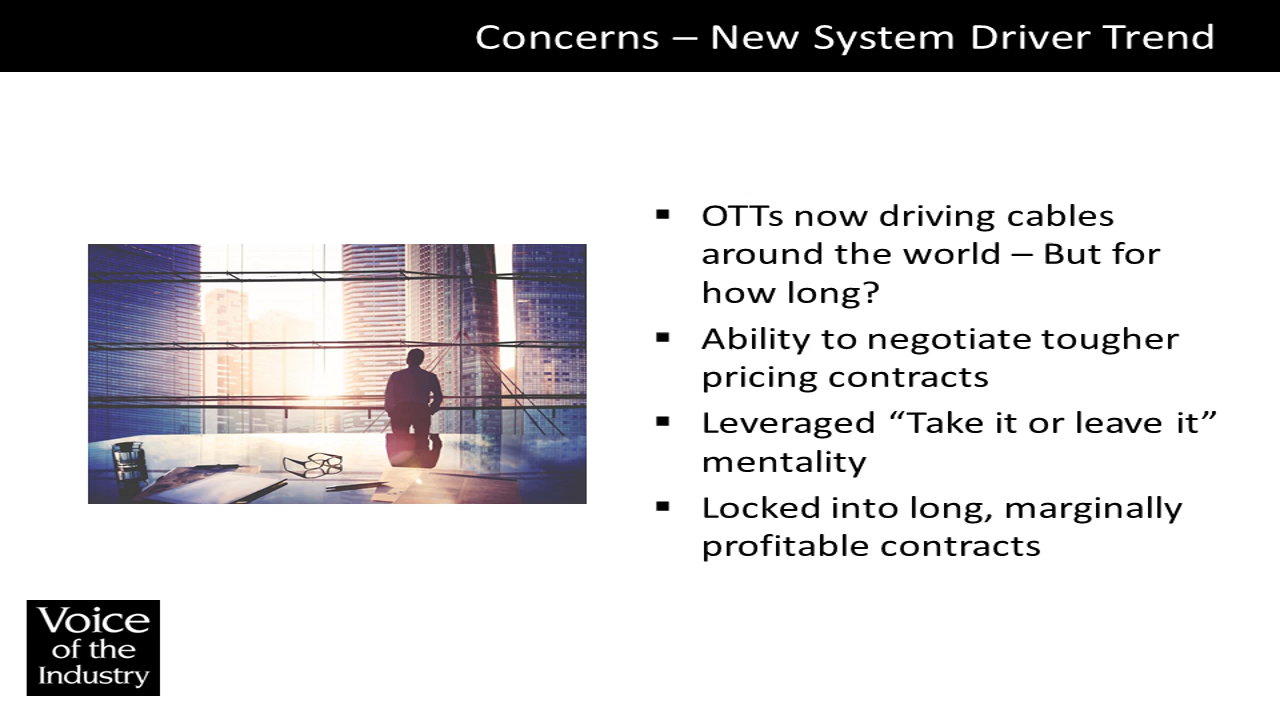 Concerns – New System Driver Trend
▪ OTTs now driving cables
around the world – But for
how long?
▪ Ability to negotiate tougher
pricing contracts
▪ Leveraged “Take it or leave it”
mentality
▪ Locked into long, marginally
profitable contracts
Voice
of the
Industry